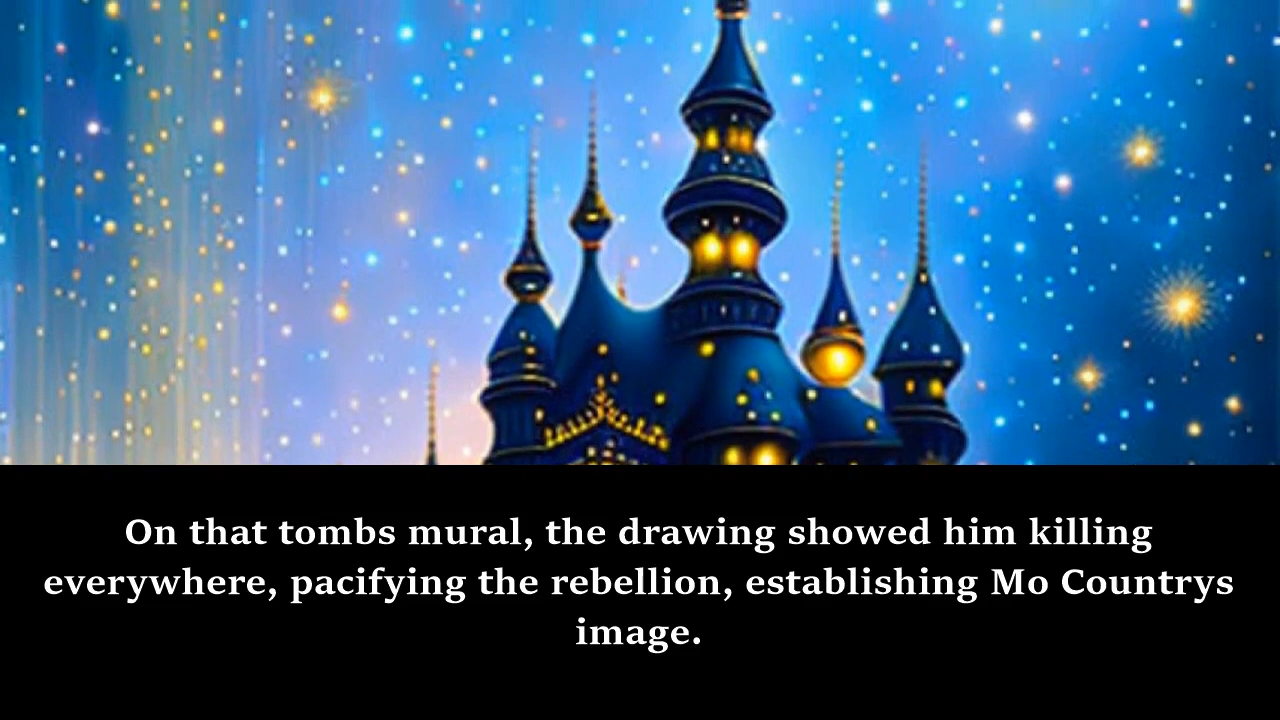 On that tombs mural, the drawing showed him killing
everywhere, pacifying the rebellion, establishing Mo Countrys
image.